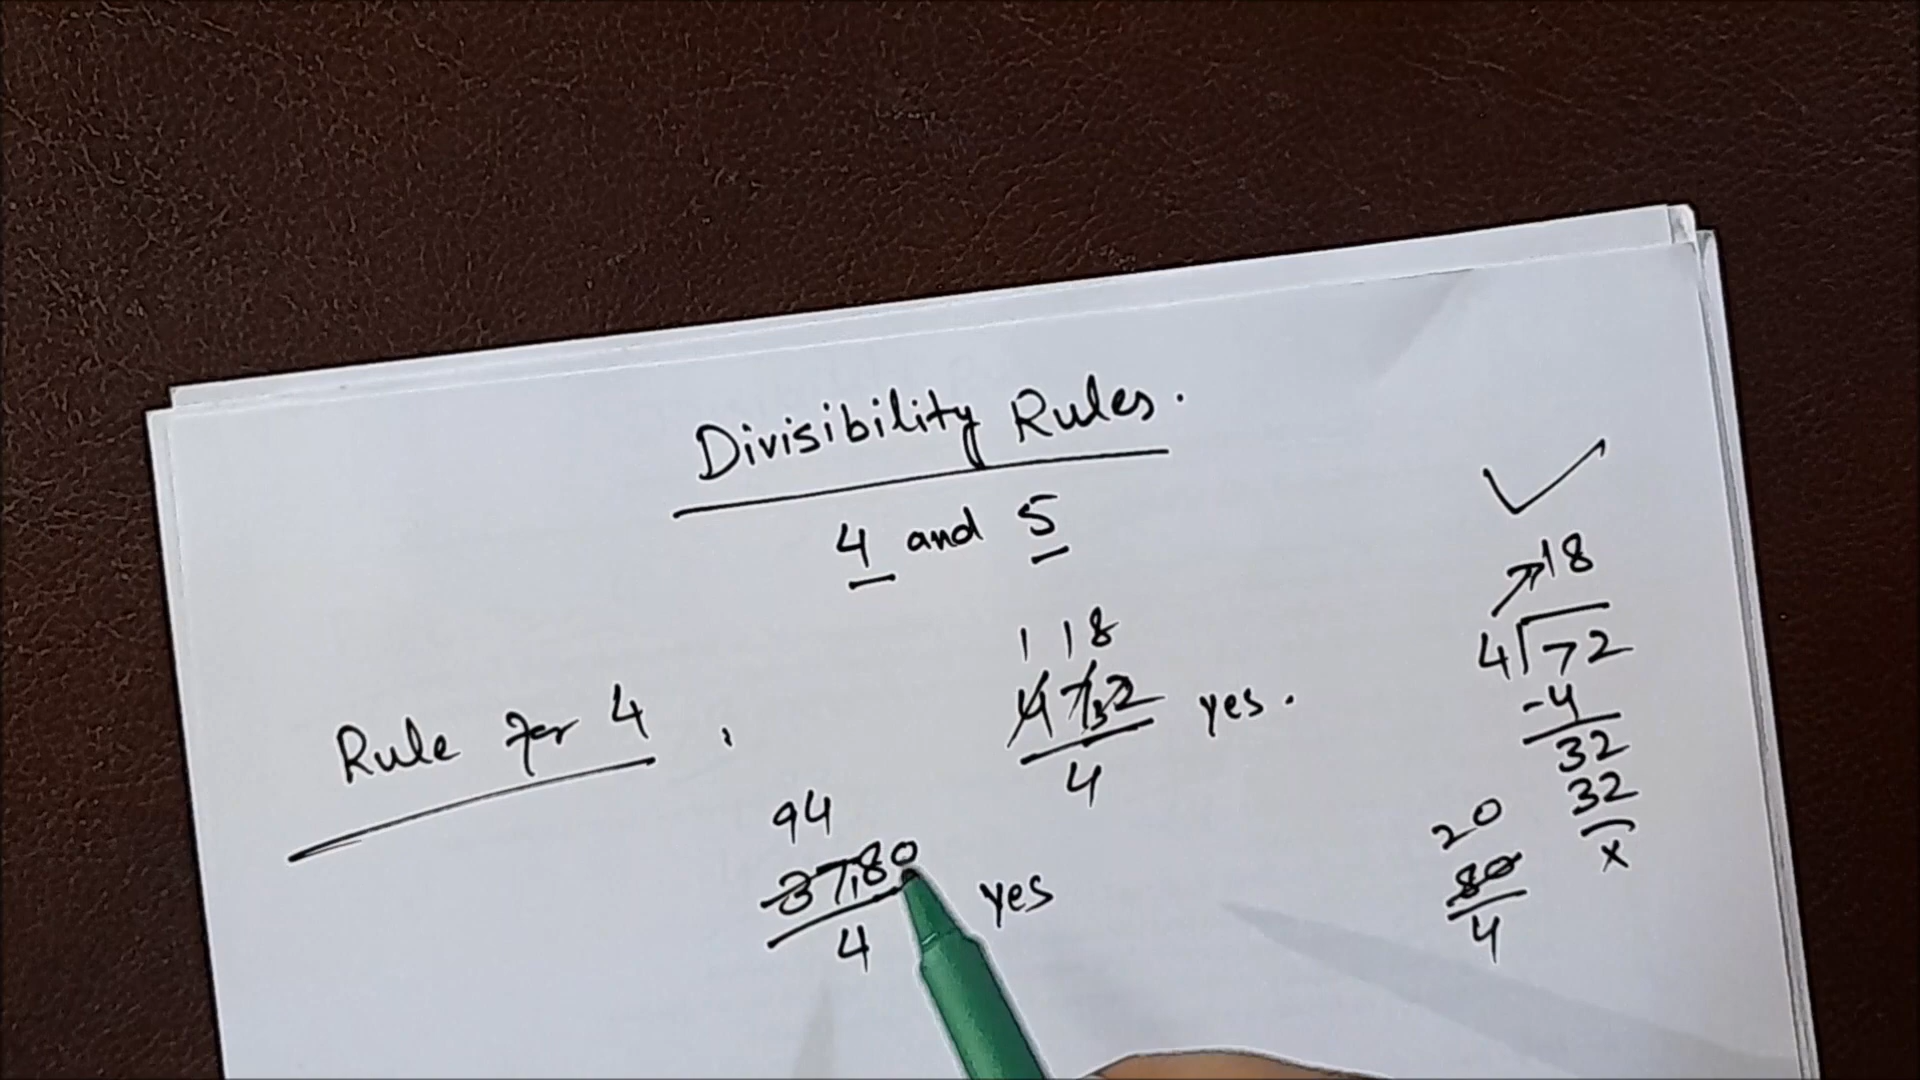 Divisibility Rules.
4 and 5
Rule for 4
118
472 yes.
4
94
3780 yes
4
18
4 72
-4
32
32
x
20
80
4